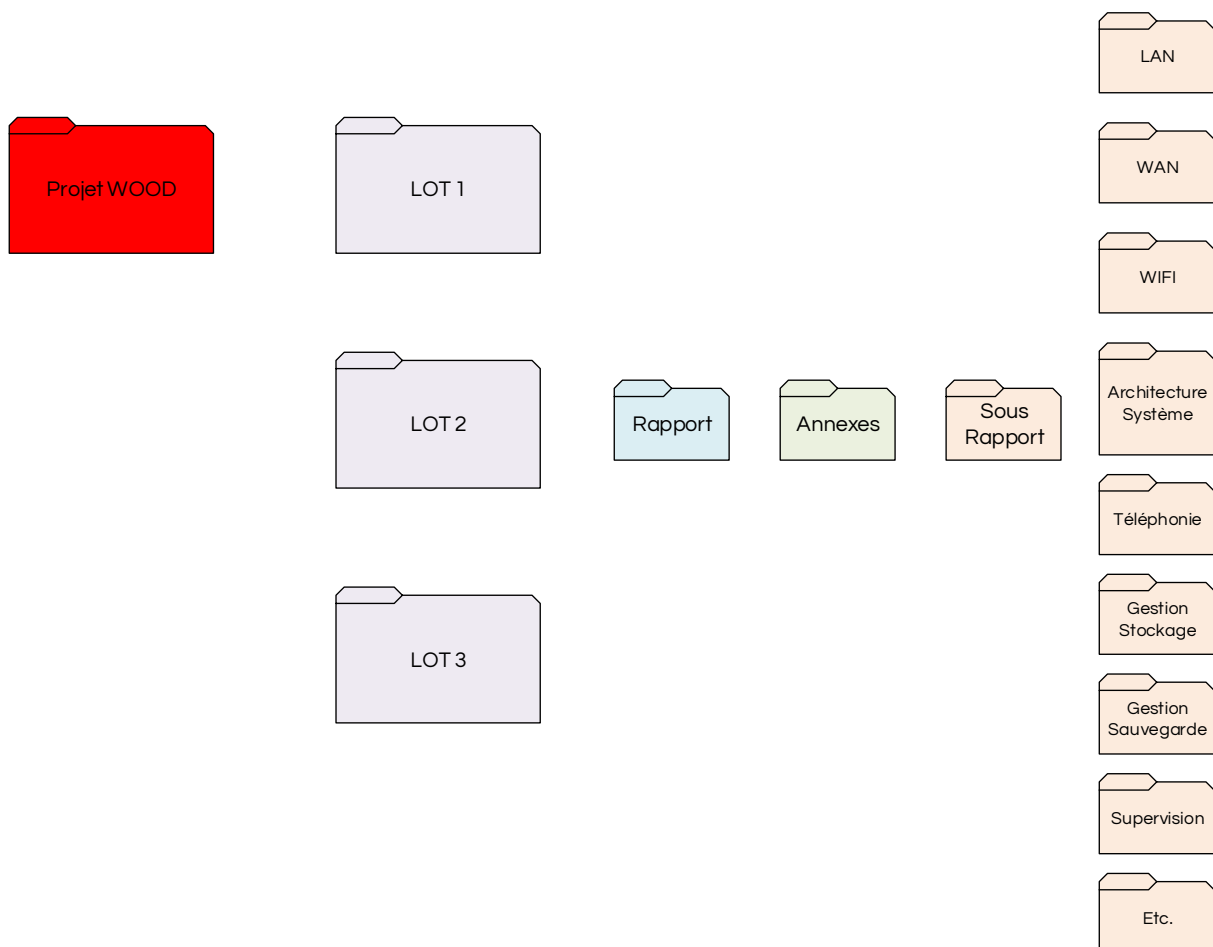 LAN
Projet WOOD
LOT 1
WAN
WIFI
LOT 2
Rapport
Annexes
Sous
Rapport
Architecture
Système
Téléphonie
Gestion
Stockage
LOT 3
Gestion
Sauvegarde
Supervision
Etc.